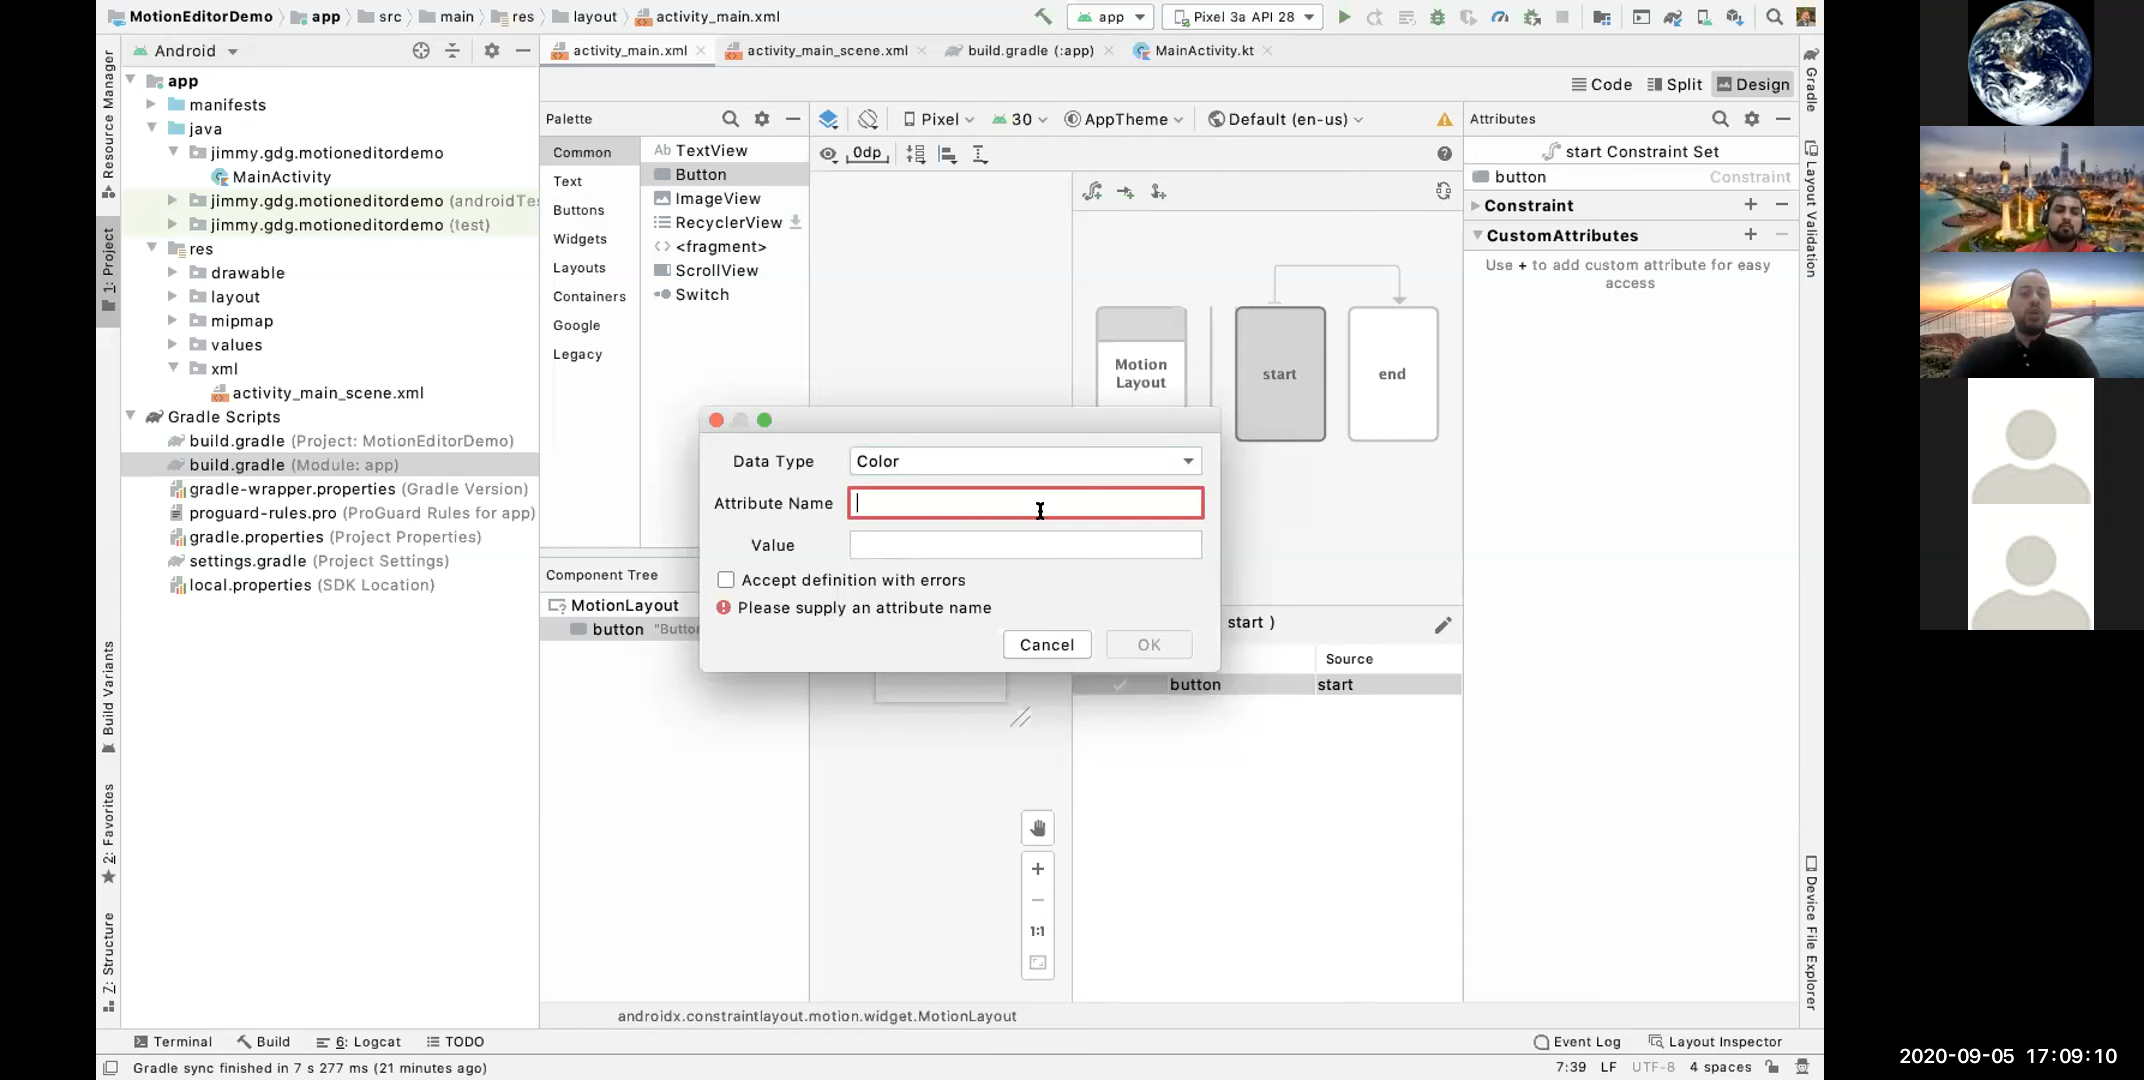 MotionEditorDemo app src main res layout activity_main.xml
app Pixel 3a API 28
Android
activity_main.xml activity_main_scene.xml build.gradle (:app) MainActivity.kt
Code Split Design
Resource Manager
1: Project
Build Variants
2: Favorites
7: Structure
app
manifests
java
jimmy.gdg.motioneditordemo
MainActivity
jimmy.gdg.motioneditordemo (androidTes
jimmy.gdg.motioneditordemo (test)
res
drawable
layout
mipmap
values
xml
activity_main_scene.xml
Gradle Scripts
build.gradle (Project: MotionEditorDemo)
build.gradle (Module: app)
gradle-wrapper.properties (Gradle Version)
proguard-rules.pro (ProGuard Rules for app)
gradle.properties (Project Properties)
settings.gradle (Project Settings)
local.properties (SDK Location)
Palette
Common
Text
Buttons
Widgets
Layouts
Containers
Google
Legacy
Ab TextView
Button
ImageView
RecyclerView
<> <fragment>
ScrollView
Switch
Component Tree
MotionLayout
button "Button
Pixel 30 AppTheme Default (en-us)
0dp
Motion
Layout
start
end
Data Type Color
Attribute Name
Value
Accept definition with errors
Please supply an attribute name
Cancel OK
start )
Source
button start
1:1
Attributes
start Constraint Set
button Constraint
Constraint
CustomAttributes
Use + to add custom attribute for easy
access
Gradle
Layout Validation
Device File Explorer
androidx.constraintlayout.motion.widget.MotionLayout
Terminal Build 6: Logcat TODO
Event Log Layout Inspector
Gradle sync finished in 7 s 277 ms (21 minutes ago)
7:39 LF UTF-8 4 spaces
2020-09-05 17:09:10